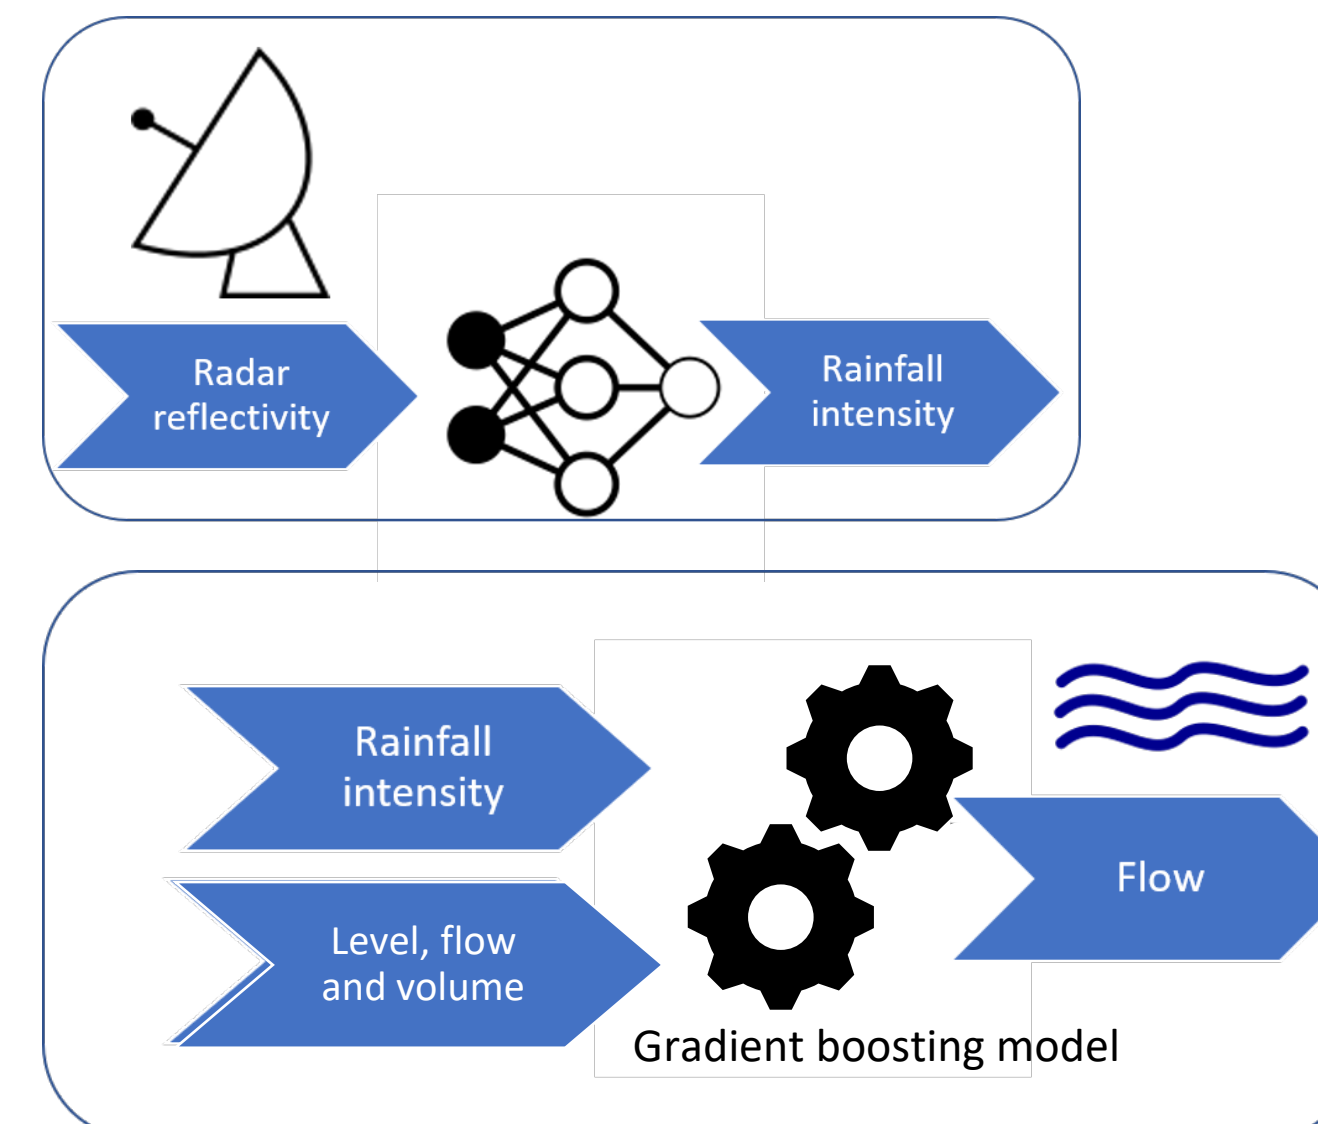 Radar
reflectivity
Rainfall
intensity
Rainfall
intensity
Level, flow
and volume
Flow
Gradient boosting model